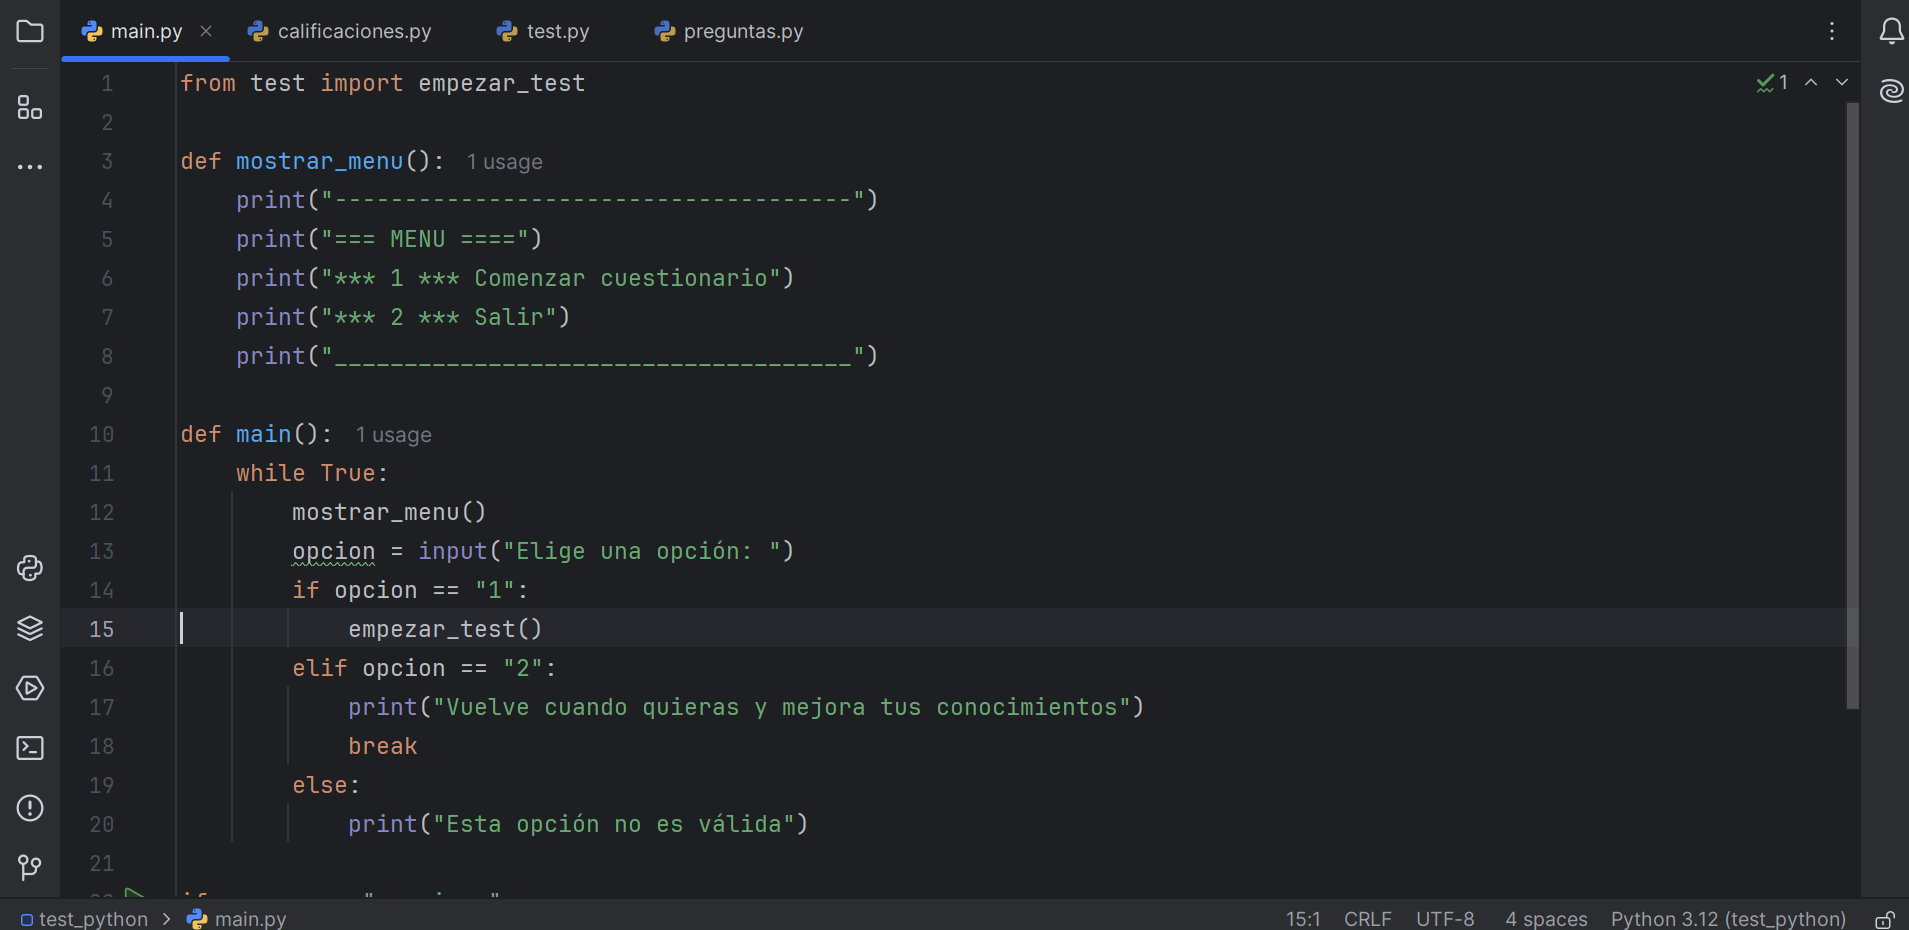 main.py calificaciones.py test.py preguntas.py
1 from test import empezar_test 1
2
3 def mostrar_menu(): 1 usage
4 print("-------------------------------------")
5 print("=== MENU ====")
6 print("*** 1 *** Comenzar cuestionario")
7 print("*** 2 *** Salir")
8 print("_____________________________________")
9
10 def main(): 1 usage
11 while True:
12 mostrar_menu()
13 opcion = input("Elige una opción: ")
14 if opcion == "1":
15 empezar_test()
16 elif opcion == "2":
17 print("Vuelve cuando quieras y mejora tus conocimientos")
18 break
19 else:
20 print("Esta opción no es válida")
21
test_python > main.py 15:1 CRLF UTF-8 4 spaces Python 3.12 (test_python)